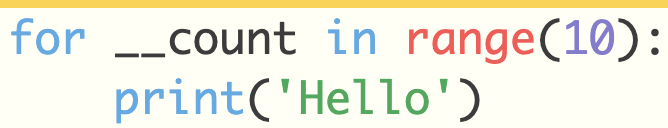 for __count in range(10):
    print('Hello')